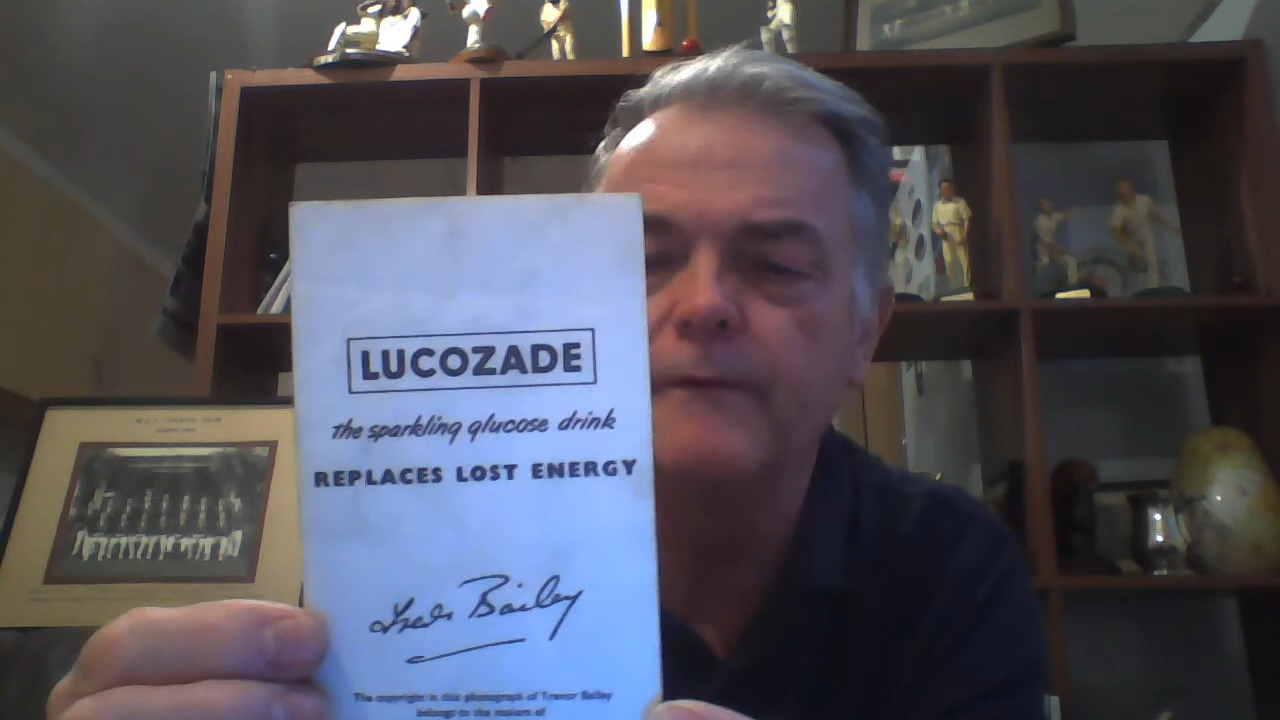 LUCOZADE
the sparkling glucose drink
REPLACES LOST ENERGY
Trevor Bailey
The copyright in this photograph of Trevor Bailey
belongs to the makers of